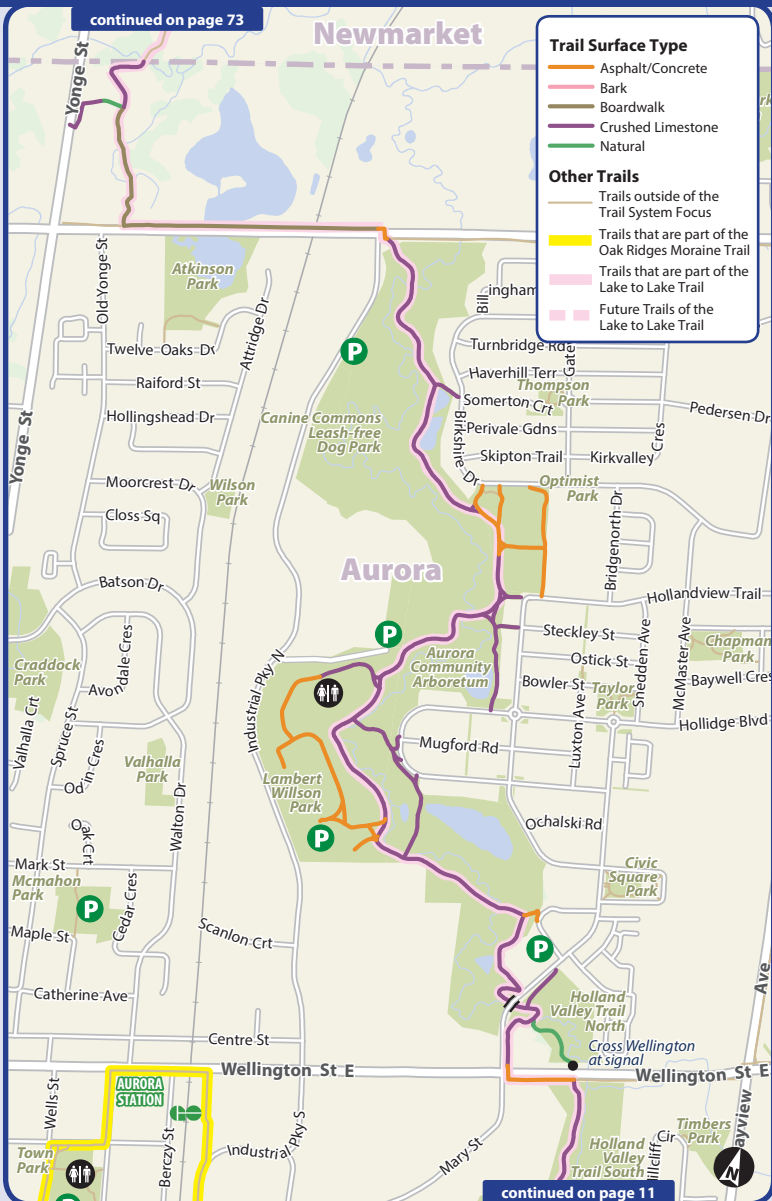 continued on page 73
Newmarket
Yonge St
Trail Surface Type
Asphalt/Concrete
Bark
Boardwalk
Crushed Limestone
Natural
Other Trails
Trails outside of the
Trail System Focus
Trails that are part of the
Oak Ridges Moraine Trail
Trails that are part of the
Lake to Lake Trail
Future Trails of the
Lake to Lake Trail
Old Yonge St
Atkinson
Park
Attridge Dr
Twelve Oaks Dr
Raiford St
Hollingshead Dr
Yonge St
Moorcrest Dr
Closs Sq
Wilson
Park
P
Canine Commons
Leash-free
Dog Park
Turnbridge Rd
Haverhill Terr
Thompson
Park
Somerton Crt
Perivale Gdns
Skipton Trail
Kirkvalley
Cres
Pedersen Dr
Birkshire Dr
Optimist
Park
Bridgenorth Dr
Aurora
Batson Dr
Hollandview Trail
Craddock
Park
Avondale Cres
P
Industrial Pky N
Aurora
Community
Arboretum
Steckley St
Ostick St
Bowler St
Taylor
Park
Luxton Ave
Snedden Ave
McMaster Ave
Chapman
Park
Baywell Cres
Hollidge Blvd
Valhalla Crt
Spruce St
Odin Cres
Valhalla
Park
Walton Dr
Mugford Rd
Lambert
Willson
Park
P
Ochalski Rd
Oak Crt
Mark St
Mcmahon
Park
P
Cedar Cres
Maple St
Scanlon Crt
Civic
Square
Park
P
Catherine Ave
Centre St
Holland
Valley Trail
North
Cross Wellington
at signal
Wellington St E
Wellington St E
Ave
Wells St
AURORA
STATION
Berczy St
Industrial Pky S
Mary St
Town
Park
Holland
Valley
Trail South
Cir
Timbers
Park
N
continued on page 11